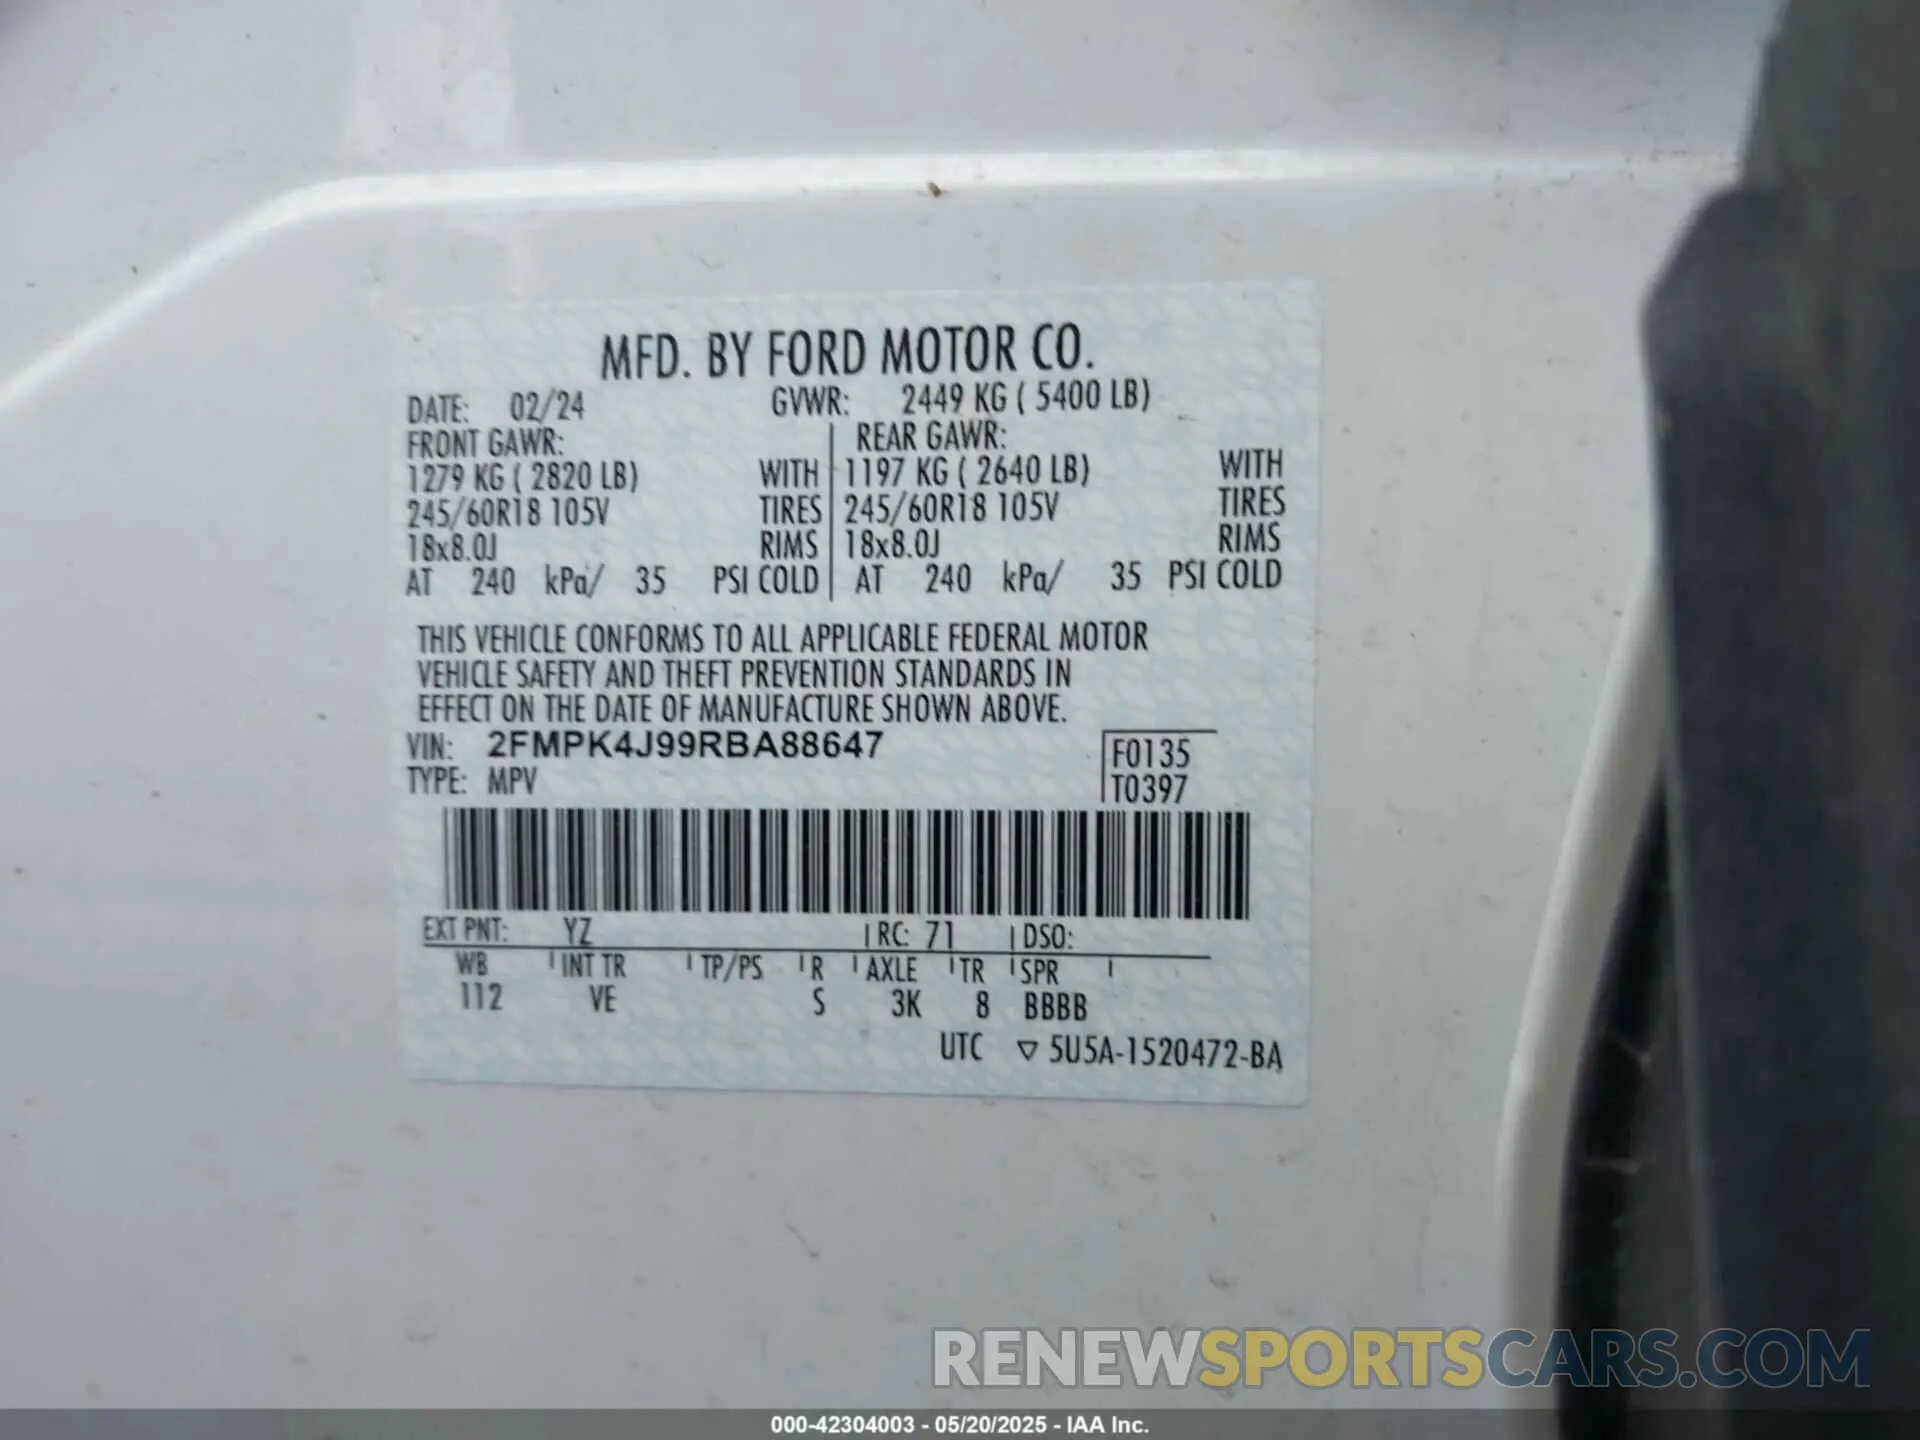 MFD. BY FORD MOTOR CO.
DATE: 02/24 GVWR: 2449 KG ( 5400 LB)
FRONT GAWR: REAR GAWR:
1279 KG ( 2820 LB) WITH 1197 KG ( 2640 LB) WITH
245/60R18 105V TIRES 245/60R18 105V TIRES
18x8.0J RIMS 18x8.0J RIMS
AT 240 kPa/ 35 PSI COLD AT 240 kPa/ 35 PSI COLD
THIS VEHICLE CONFORMS TO ALL APPLICABLE FEDERAL MOTOR
VEHICLE SAFETY AND THEFT PREVENTION STANDARDS IN
EFFECT ON THE DATE OF MANUFACTURE SHOWN ABOVE.
VIN: 2FMPK4J99RBA88647 F0135
TYPE: MPV T0397
EXT PNT: YZ RC: 71 DSO:
WB INT TR TP/PS R AXLE TR SPR
112 VE S 3K 8 BBBB
UTC ▽ 5U5A-1520472-BA
RENEWSPORTSCARS.COM
000-42304003 - 05/20/2025 - IAA Inc.